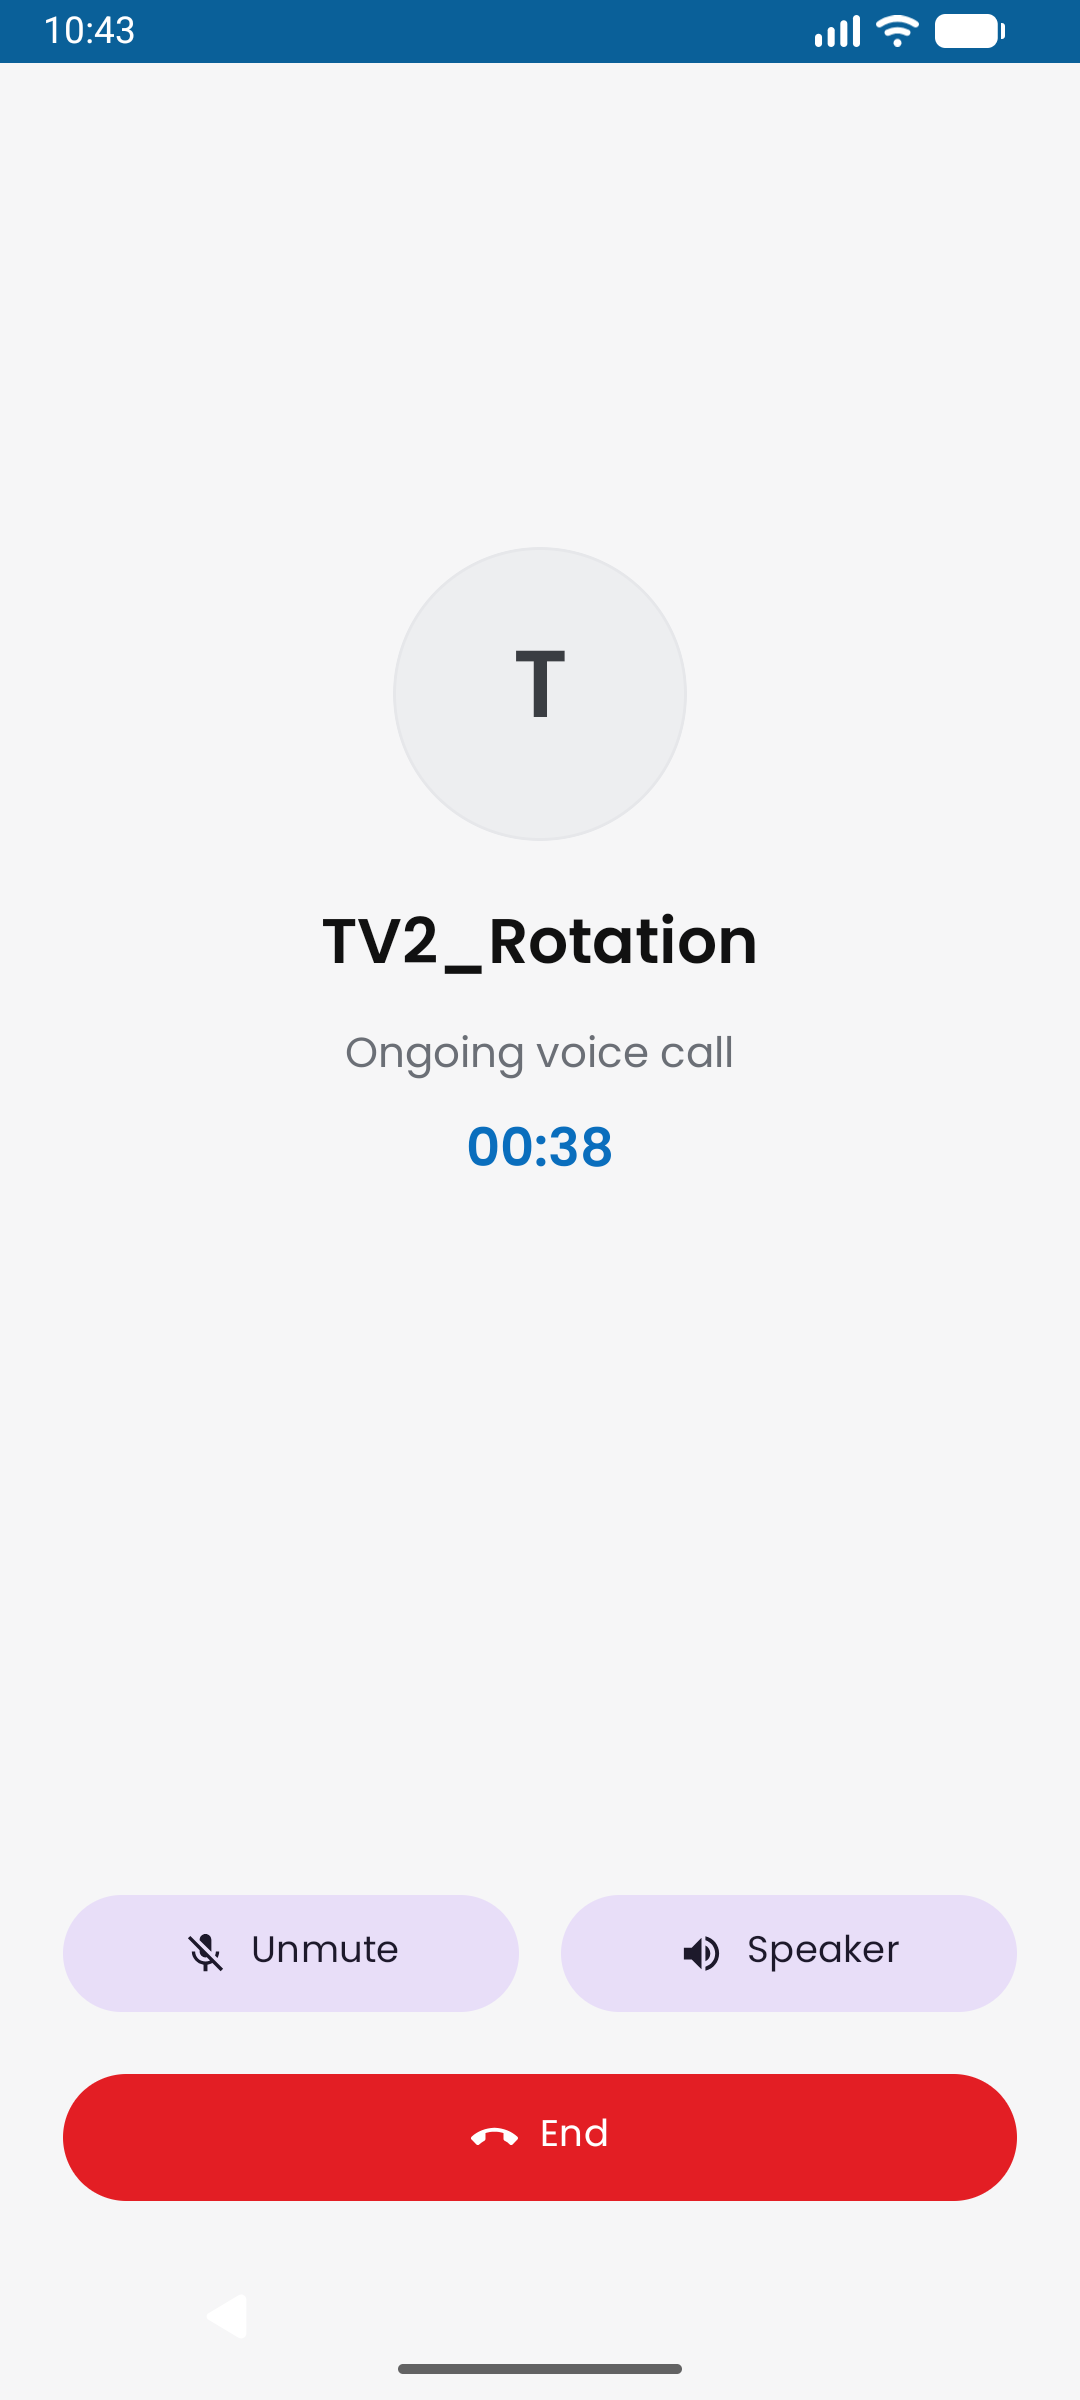 10:43
T
TV2_Rotation
Ongoing voice call
00:38
Unmute
Speaker
End